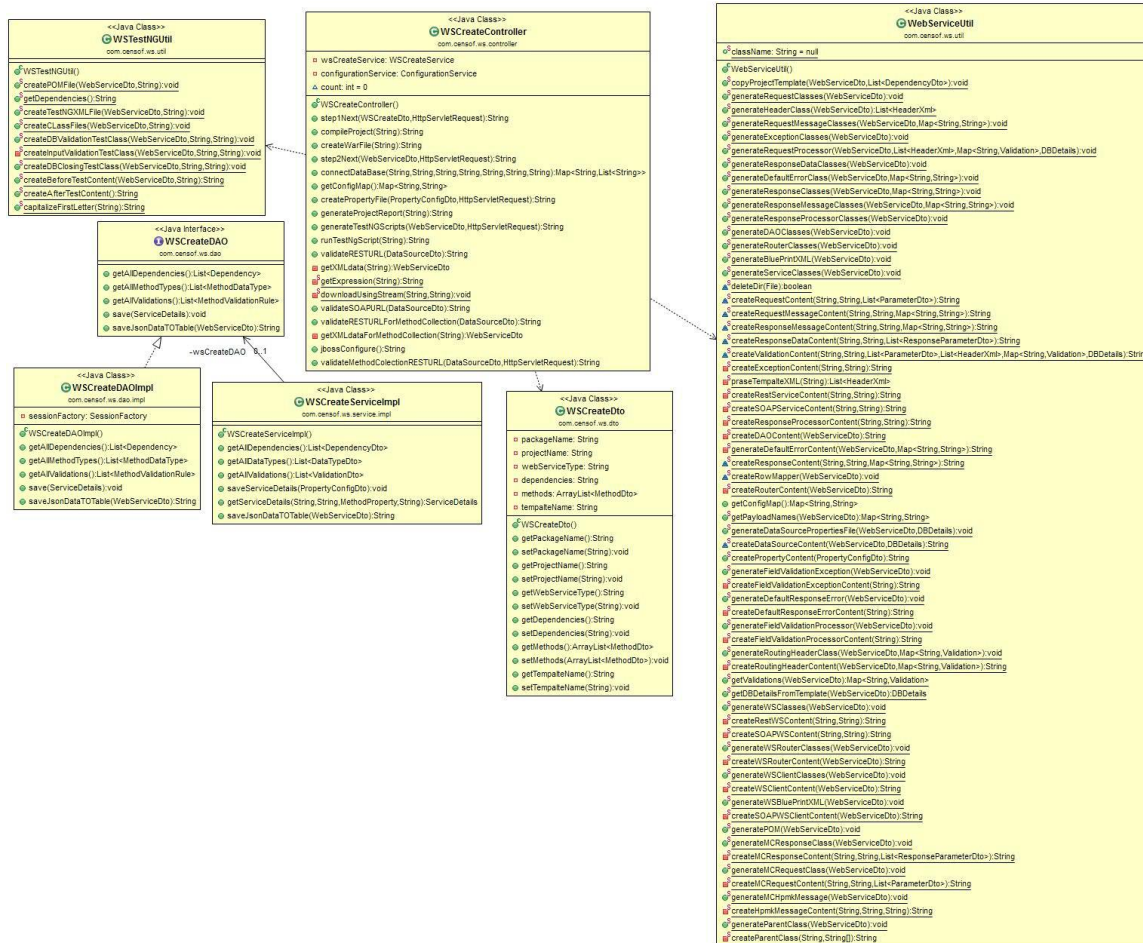 <<Java Class>>
WSTestNGUtil
com.censof.ws.util
WSTestNGUtil()
createPOMFile(WebServiceDto,String):void
getDependencies():String
createTestNGXMLFile(WebServiceDto,String):void
createCLassFiles(WebServiceDto,String):void
createDBValidationTestClass(WebServiceDto,String,String):void
createInputValidationTestClass(WebServiceDto,String,String):void
createDBClosingTestClass(WebServiceDto,String,String):void
createBeforeTestContent(WebServiceDto,String):String
createAfterTestContent():String
capitalizeFirstLetter(String):String
<<Java Interface>>
WSCreateDAO
com.censof.ws.dao
getAllDependencies():List<Dependency>
getAllMethodTypes():List<MethodDataType>
getAllValidations():List<MethodValidationRule>
save(ServiceDetails):void
saveJsonDataTOTable(WebServiceDto):String
-wsCreateDAO 0..1
<<Java Class>>
WSCreateDAOImpl
com.censof.ws.dao.impl
sessionFactory: SessionFactory
WSCreateDAOImpl()
getAllDependencies():List<Dependency>
getAllMethodTypes():List<MethodDataType>
getAllValidations():List<MethodValidationRule>
save(ServiceDetails):void
saveJsonDataTOTable(WebServiceDto):String
<<Java Class>>
WSCreateServiceImpl
com.censof.ws.service.impl
WSCreateServiceImpl()
getAllDependencies():List<DependencyDto>
getAllDataTypes():List<DataTypeDto>
getAllValidations():List<ValidationDto>
saveServiceDetails(PropertyConfigDto):void
getServiceDetails(String,String,MethodProperty,String):ServiceDetails
saveJsonDataTOTable(WebServiceDto):String
<<Java Class>>
WSCreateController
com.censof.ws.controller
wsCreateService: WSCreateService
configurationService: ConfigurationService
count: int = 0
WSCreateController()
step1Next(WSCreateDto,HttpServletRequest):String
compileProject(String):String
createWarFile(String):String
step2Next(WebServiceDto,HttpServletRequest):String
connectDataBase(String,String,String,String,String,String):Map<String,List<String>>
getConfigMap():Map<String,String>
createPropertyFile(PropertyConfigDto,HttpServletRequest):String
generateProjectReport(String):String
generateTestNGScripts(WebServiceDto,HttpServletRequest):String
runTestNgScript(String):String
validateRESTURL(DataSourceDto):String
getXMLdata(String):WebServiceDto
getExpression(String):String
downloadUsingStream(String,String):void
validateSOAPURL(DataSourceDto):String
validateRESTURLForMethodCollection(DataSourceDto):String
getXMLdataForMethodCollection(String):WebServiceDto
jbossConfigure():String
validateMethodColectionRESTURL(DataSourceDto,HttpServletRequest):String
<<Java Class>>
WSCreateDto
com.censof.ws.dto
packageName: String
projectName: String
webServiceType: String
dependencies: String
methods: ArrayList<MethodDto>
tempalteName: String
WSCreateDto()
getPackageName():String
setPackageName(String):void
getProjectName():String
setProjectName(String):void
getWebServiceType():String
setWebServiceType(String):void
getDependencies():String
setDependencies(String):void
getMethods():ArrayList<MethodDto>
setMethods(ArrayList<MethodDto>):void
getTempalteName():String
setTempalteName(String):void
<<Java Class>>
WebServiceUtil
com.censof.ws.util
className: String = null
WebServiceUtil()
copyProjectTemplate(WebServiceDto,List<DependencyDto>):void
generateRequestClasses(WebServiceDto):void
generateHeaderClass(WebServiceDto):List<HeaderXml>
generateRequestMessageClasses(WebServiceDto,Map<String,String>):void
generateExceptionClasses(WebServiceDto):void
generateRequestProcessor(WebServiceDto,List<HeaderXml>,Map<String,Validation>,DBDetails):void
generateResponseDataClasses(WebServiceDto):void
generateDefaultErrorClass(WebServiceDto,Map<String,String>):void
generateResponseClasses(WebServiceDto,Map<String,String>):void
generateResponseMessageClasses(WebServiceDto,Map<String,String>):void
generateResponseProcessorClasses(WebServiceDto):void
generateDAOClasses(WebServiceDto):void
generateRouterClasses(WebServiceDto):void
generateBluePrintXML(WebServiceDto):void
generateServiceClasses(WebServiceDto):void
deleteDir(File):boolean
createRequestContent(String,String,List<ParameterDto>):String
createRequestMessageContent(String,String,Map<String,String>):String
createResponseMessageContent(String,String,Map<String,String>):String
createResponseDataContent(String,String,List<ResponseParameterDto>):String
createValidationContent(String,String,List<ParameterDto>,List<HeaderXml>,Map<String,Validation>,DBDetails):String
createExceptionContent(String,String):String
praseTempalteXML(String):List<HeaderXml>
createRestServiceContent(String,String):String
createSOAPServiceContent(String,String):String
createResponseProcessorContent(String,String):String
createDAOContent(WebServiceDto):String
generateDefaultErrorContent(WebServiceDto,Map<String,String>):String
createResponseContent(String,String,Map<String,String>):String
createRowMapper(WebServiceDto):String
createRouterContent(WebServiceDto):String
getConfigMap():Map<String,String>
getPayloadNames(WebServiceDto):Map<String,String>
generateDataSourcePropertiesFile(WebServiceDto,DBDetails):void
createDataSourceContent(WebServiceDto,DBDetails):String
createPropertyContent(PropertyConfigDto):String
generateFieldValidationException(WebServiceDto):void
createFieldValidationExceptionContent(String):String
generateDefaultResponseError(WebServiceDto):void
createDefaultResponseErrorContent(String):String
generateFieldValidationProcessor(WebServiceDto):void
createFieldValidationProcessorContent(String):String
generateRoutingHeaderClass(WebServiceDto,Map<String,Validation>):void
createRoutingHeaderContent(WebServiceDto,Map<String,Validation>):String
getValidations(WebServiceDto):Map<String,Validation>
getDBDetailsFromTemplate(WebServiceDto):DBDetails
generateWSClasses(WebServiceDto):void
createRestWSContent(String,String):String
createSOAPWSContent(String,String):String
generateWSRouterClasses(WebServiceDto):void
createWSRouterContent(WebServiceDto):String
generateWSClientClasses(WebServiceDto):void
createWSClientContent(WebServiceDto):String
generateWSBluePrintXML(WebServiceDto):void
createSOAPWSClientContent(WebServiceDto):String
generatePOM(WebServiceDto):void
generateMCResponseClass(WebServiceDto):void
createMCResponseContent(String,String,List<ResponseParameterDto>):String
generateMCRequestClass(WebServiceDto):void
createMCRequestContent(String,String,List<ParameterDto>):String
generateMCHpmkMessage(WebServiceDto):void
createHpmkMessageContent(String,String,String):String
generateParentClass(WebServiceDto):void
createParentClass(String,String[]):String